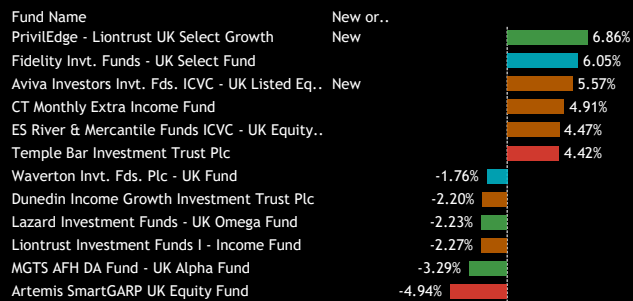 Fund Name New or..
PrivilEdge - Liontrust UK Select Growth New 6.86%
Fidelity Invt. Funds - UK Select Fund 6.05%
Aviva Investors Invt. Fds. ICVC - UK Listed Eq.. New 5.57%
CT Monthly Extra Income Fund 4.91%
ES River & Mercantile Funds ICVC - UK Equity.. 4.47%
Temple Bar Investment Trust Plc 4.42%
Waverton Invt. Fds. Plc - UK Fund -1.76%
Dunedin Income Growth Investment Trust Plc -2.20%
Lazard Investment Funds - UK Omega Fund -2.23%
Liontrust Investment Funds I - Income Fund -2.27%
MGTS AFH DA Fund - UK Alpha Fund -3.29%
Artemis SmartGARP UK Equity Fund -4.94%